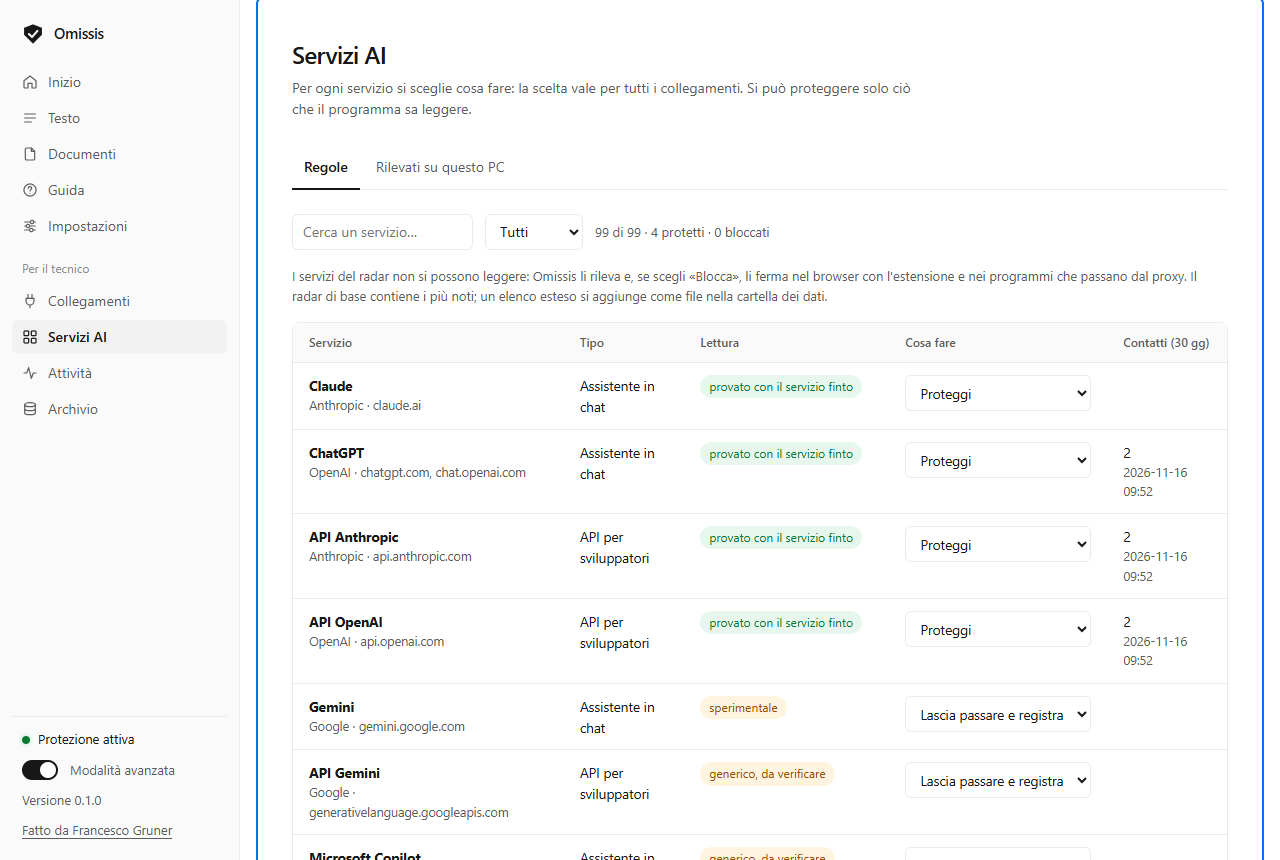 Omissis
Inizio
Testo
Documenti
Guida
Impostazioni
Per il tecnico
Collegamenti
Servizi AI
Attività
Archivio
Protezione attiva
Modalità avanzata
Versione 0.1.0
Fatto da Francesco Gruner
Servizi AI
Per ogni servizio si sceglie cosa fare: la scelta vale per tutti i collegamenti. Si può proteggere solo ciò
che il programma sa leggere.
Regole Rilevati su questo PC
Cerca un servizio... Tutti 99 di 99 · 4 protetti · 0 bloccati
I servizi del radar non si possono leggere: Omissis li rileva e, se scegli «Blocca», li ferma nel browser con l'estensione e nei programmi che passano dal proxy. Il
radar di base contiene i più noti; un elenco esteso si aggiunge come file nella cartella dei dati.
Servizio Tipo Lettura Cosa fare Contatti (30 gg)
Claude
Anthropic · claude.ai
Assistente in
chat
provato con il servizio finto
Proteggi
ChatGPT
OpenAI · chatgpt.com, chat.openai.com
Assistente in
chat
provato con il servizio finto
Proteggi
2
2026-11-16
09:52
API Anthropic
Anthropic · api.anthropic.com
API per
sviluppatori
provato con il servizio finto
Proteggi
2
2026-11-16
09:52
API OpenAI
OpenAI · api.openai.com
API per
sviluppatori
provato con il servizio finto
Proteggi
2
2026-11-16
09:52
Gemini
Google · gemini.google.com
Assistente in
chat
sperimentale
Lascia passare e registra
API Gemini
Google ·
generativelanguage.googleapis.com
API per
sviluppatori
generico, da verificare
Lascia passare e registra
Microsoft Copilot
Assistente in
generico, da verificare